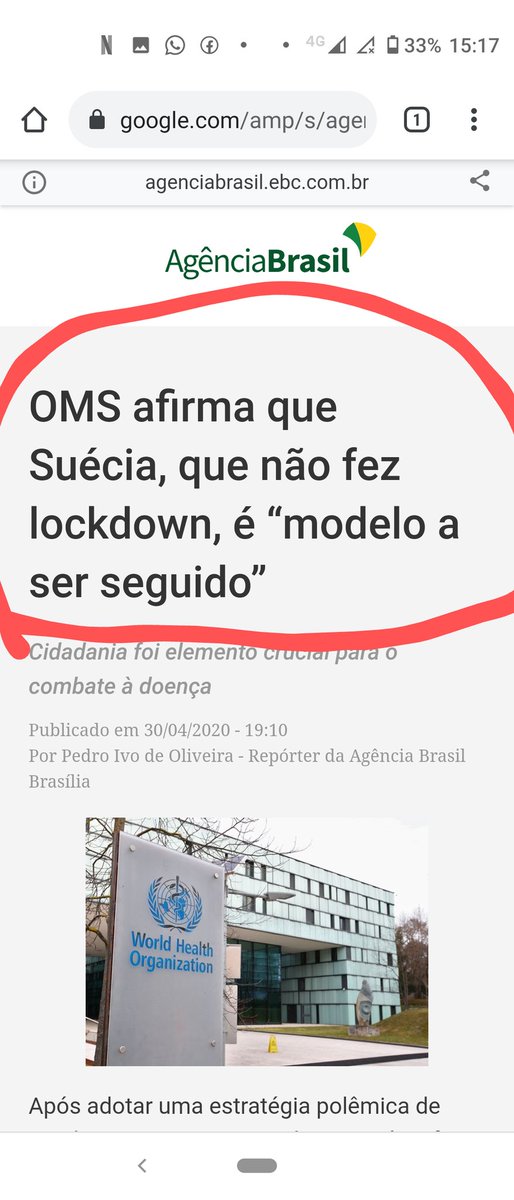 4G 33% 15:17
google.com/amp/s/age
1
agenciabrasil.ebc.com.br
AgênciaBrasil
OMS afirma que
Suécia, que não fez
lockdown, é “modelo a
ser seguido”
Cidadania foi elemento crucial para o
combate à doença
Publicado em 30/04/2020 - 19:10
Por Pedro Ivo de Oliveira - Repórter da Agência Brasil
Brasília
World Health
Organization
Após adotar uma estratégia polêmica de